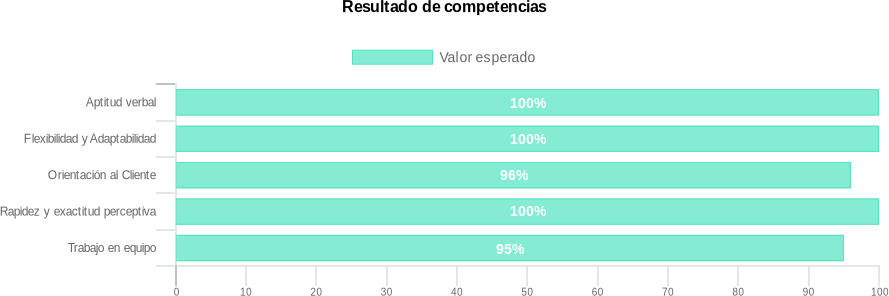 Resultado de competencias
Valor esperado
Aptitud verbal 100%
Flexibilidad y Adaptabilidad 100%
Orientación al Cliente 96%
Rapidez y exactitud perceptiva 100%
Trabajo en equipo 95%
0 10 20 30 40 50 60 70 80 90 100